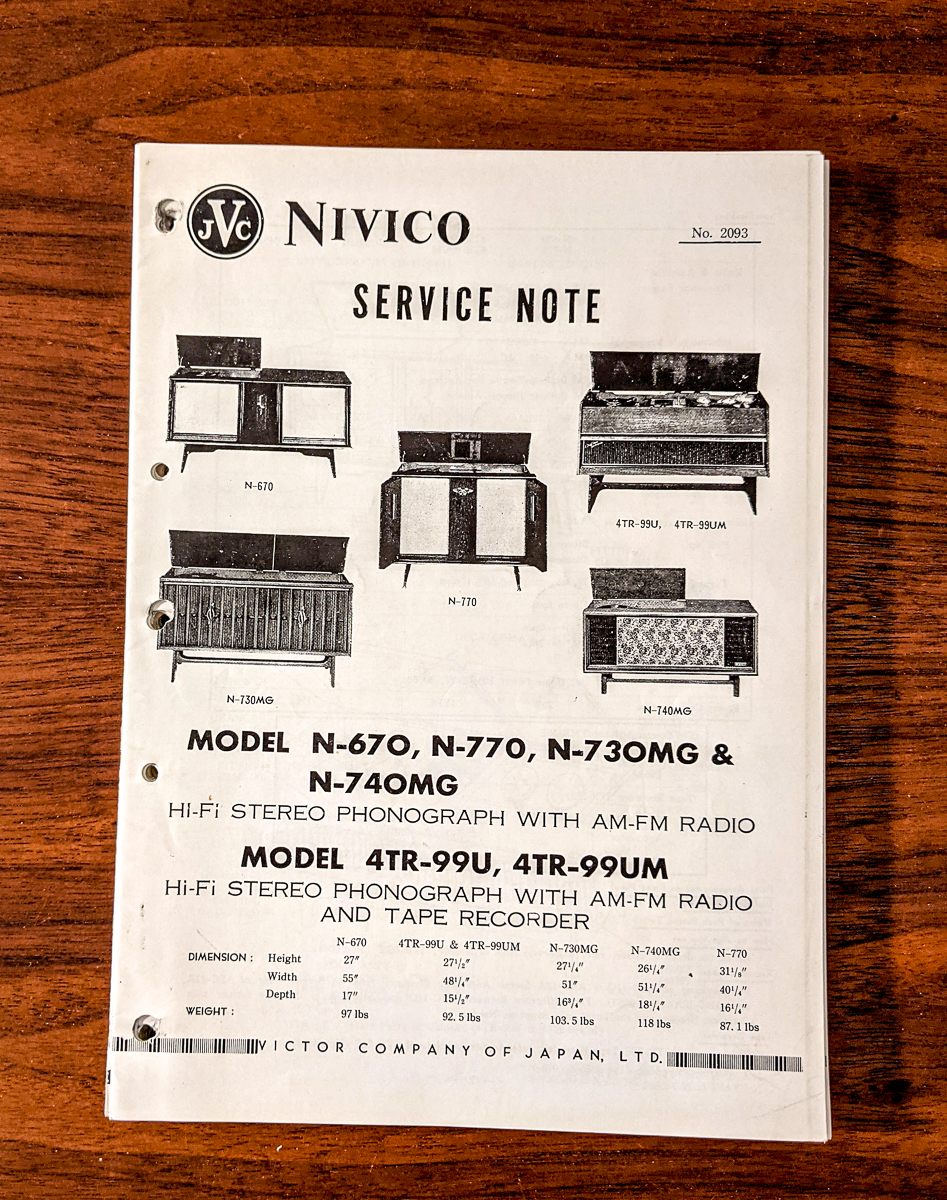 JVC NIVICO
No. 2093
SERVICE NOTE
N-670
4TR-99U, 4TR-99UM
N-770
N-730MG
N-740MG
MODEL N-670, N-770, N-730MG &
N-740MG
Hi-Fi STEREO PHONOGRAPH WITH AM-FM RADIO
MODEL 4TR-99U, 4TR-99UM
Hi-Fi STEREO PHONOGRAPH WITH AM-FM RADIO
AND TAPE RECORDER
N-670 4TR-99U & 4TR-99UM N-730MG N-740MG N-770
DIMENSION : Height 27″ 27¹/₂″ 27¹/₄″ 26¹/₄″ 31¹/₈″
Width 55″ 48¹/₄″ 51″ 51¹/₄″ 40¹/₄″
Depth 17″ 15¹/₂″ 16³/₄″ 18¹/₄″ 16¹/₄″
WEIGHT : 97 lbs 92.5 lbs 103.5 lbs 118 lbs 87.1 lbs
VICTOR COMPANY OF JAPAN, LTD.